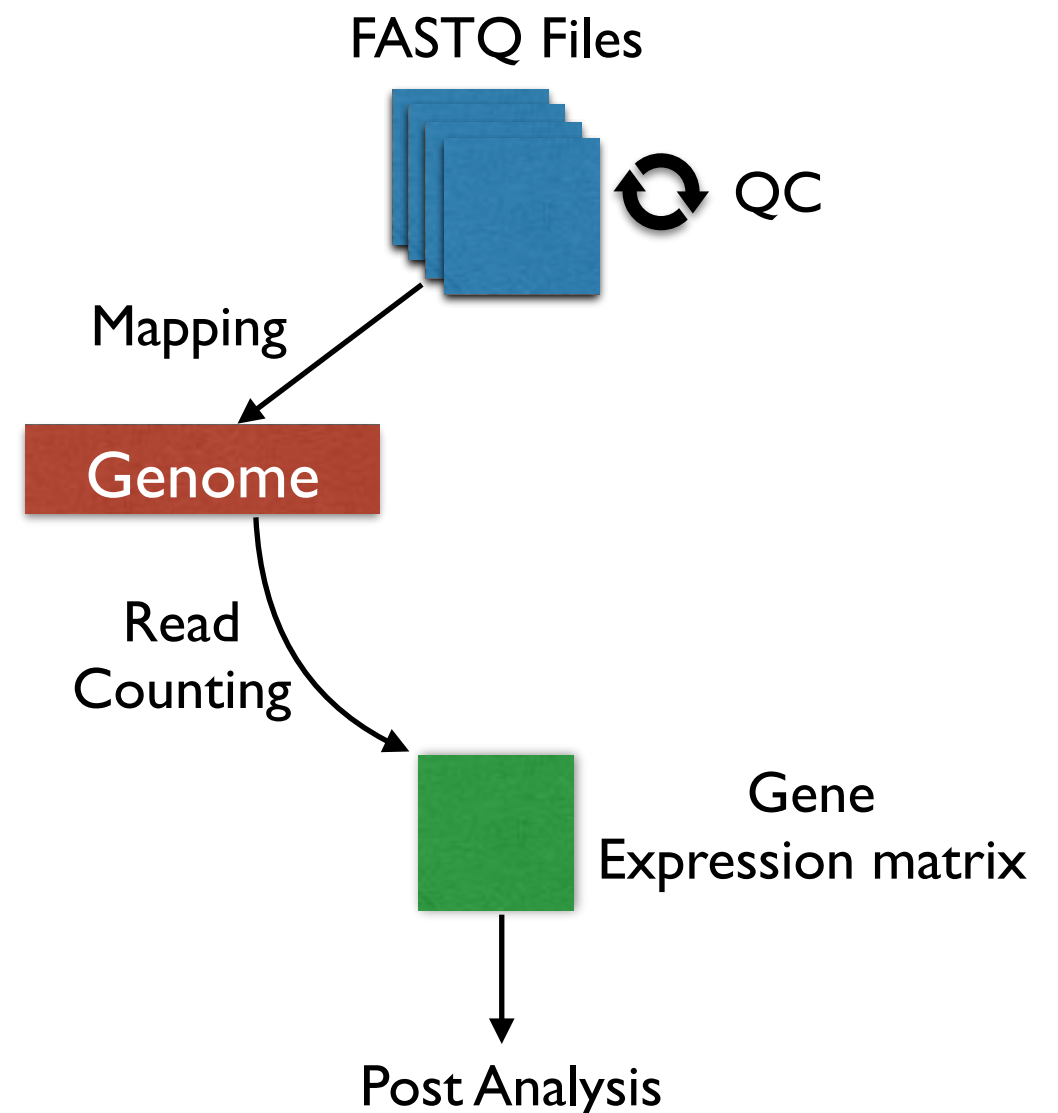 FASTQ Files
QC
Mapping
Genome
Read
Counting
Gene
Expression matrix
Post Analysis